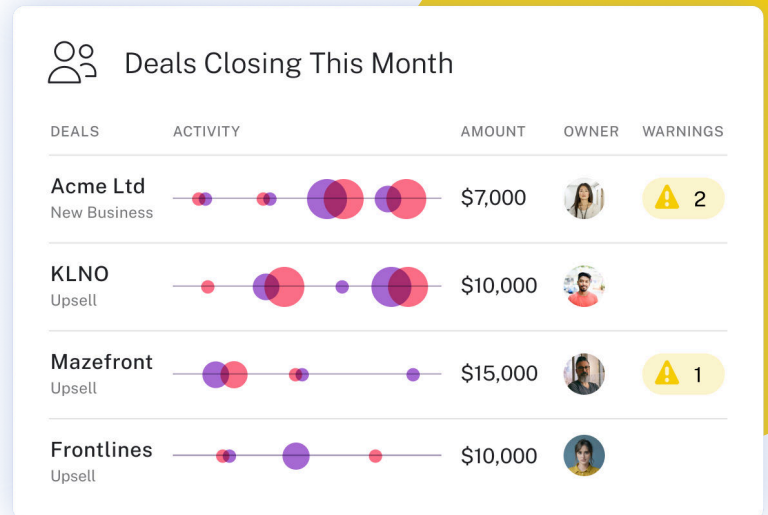 Deals Closing This Month
DEALS ACTIVITY AMOUNT OWNER WARNINGS
Acme Ltd
New Business
$7,000
2
KLNO
Upsell
$10,000
Mazefront
Upsell
$15,000
1
Frontlines
Upsell
$10,000